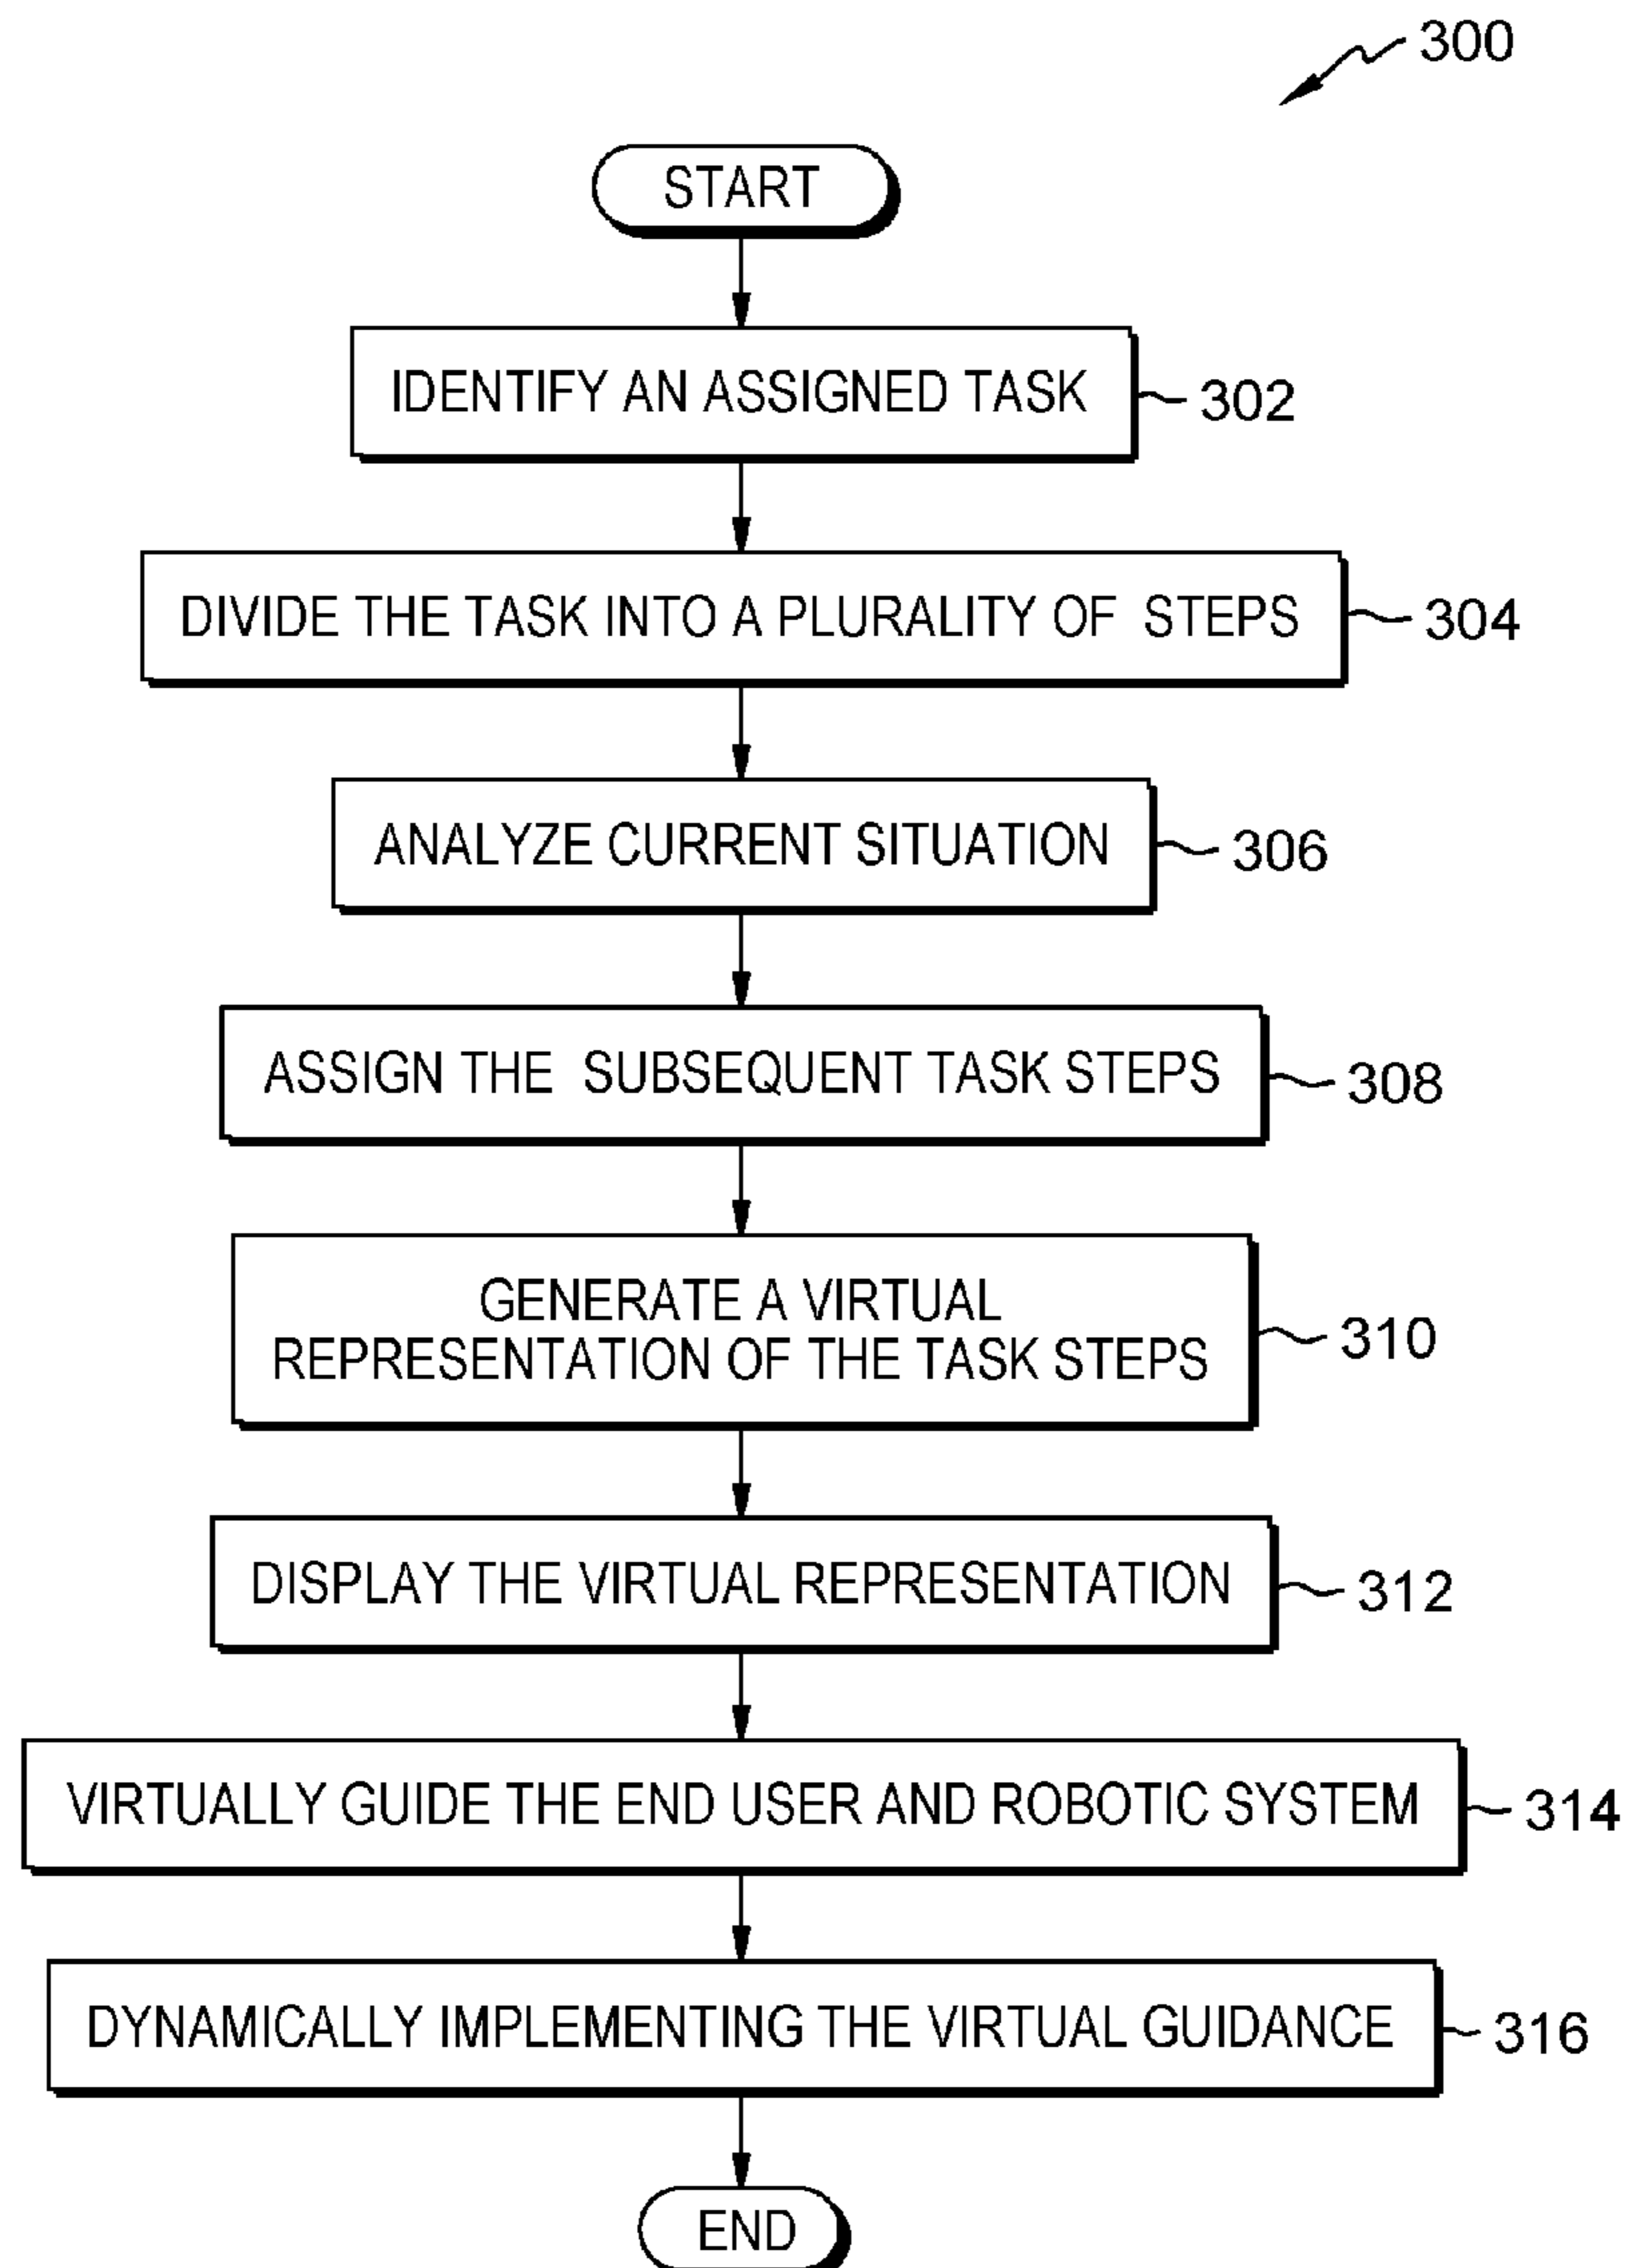 300
START
IDENTIFY AN ASSIGNED TASK
302
DIVIDE THE TASK INTO A PLURALITY OF STEPS
304
ANALYZE CURRENT SITUATION
306
ASSIGN THE SUBSEQUENT TASK STEPS
308
GENERATE A VIRTUAL
REPRESENTATION OF THE TASK STEPS
310
DISPLAY THE VIRTUAL REPRESENTATION
312
VIRTUALLY GUIDE THE END USER AND ROBOTIC SYSTEM
314
DYNAMICALLY IMPLEMENTING THE VIRTUAL GUIDANCE
316
END